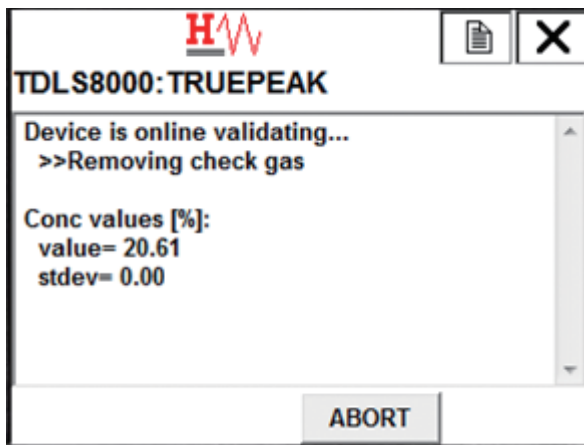 H
TDLS8000:TRUEPEAK
Device is online validating...
>>Removing check gas
Conc values [%]:
value= 20.61
stdev= 0.00
ABORT